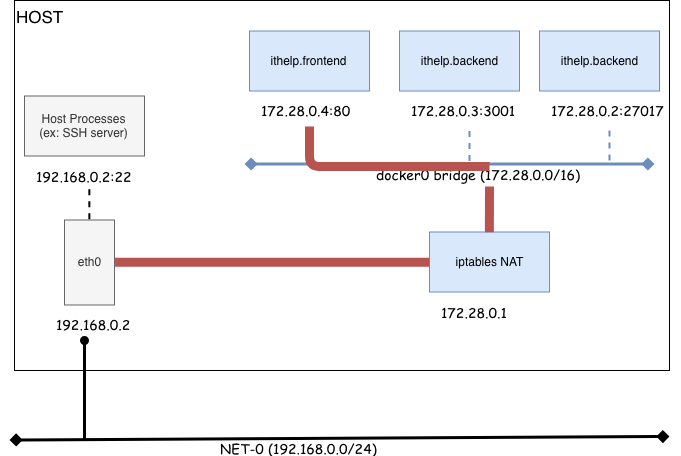 HOST
ithelp.frontend
ithelp.backend
ithelp.backend
172.28.0.4:80
172.28.0.3:3001
172.28.0.2:27017
Host Processes
(ex: SSH server)
192.168.0.2:22
docker0 bridge (172.28.0.0/16)
eth0
iptables NAT
172.28.0.1
192.168.0.2
NET-0 (192.168.0.0/24)